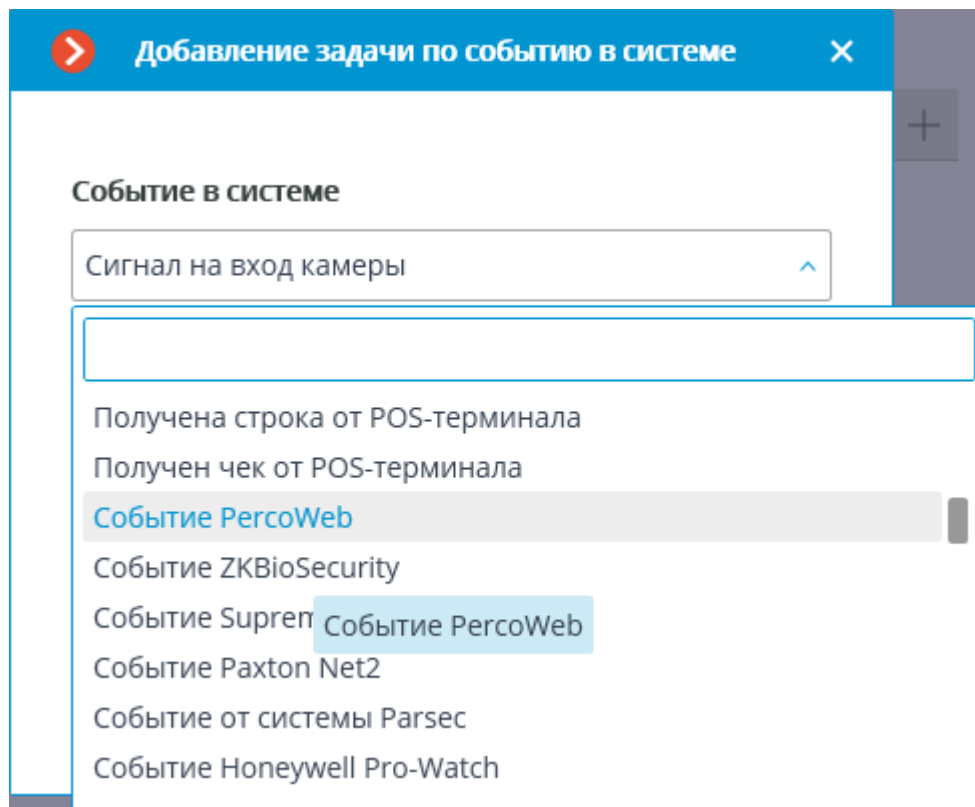 Добавление задачи по событию в системе
Событие в системе
Сигнал на вход камеры
Получена строка от POS-терминала
Получен чек от POS-терминала
Событие PercoWeb
Событие ZKBioSecurity
Событие
Событие PercoWeb
Событие Paxton Net2
Событие от системы Parsec
Событие Honeywell Pro-Watch